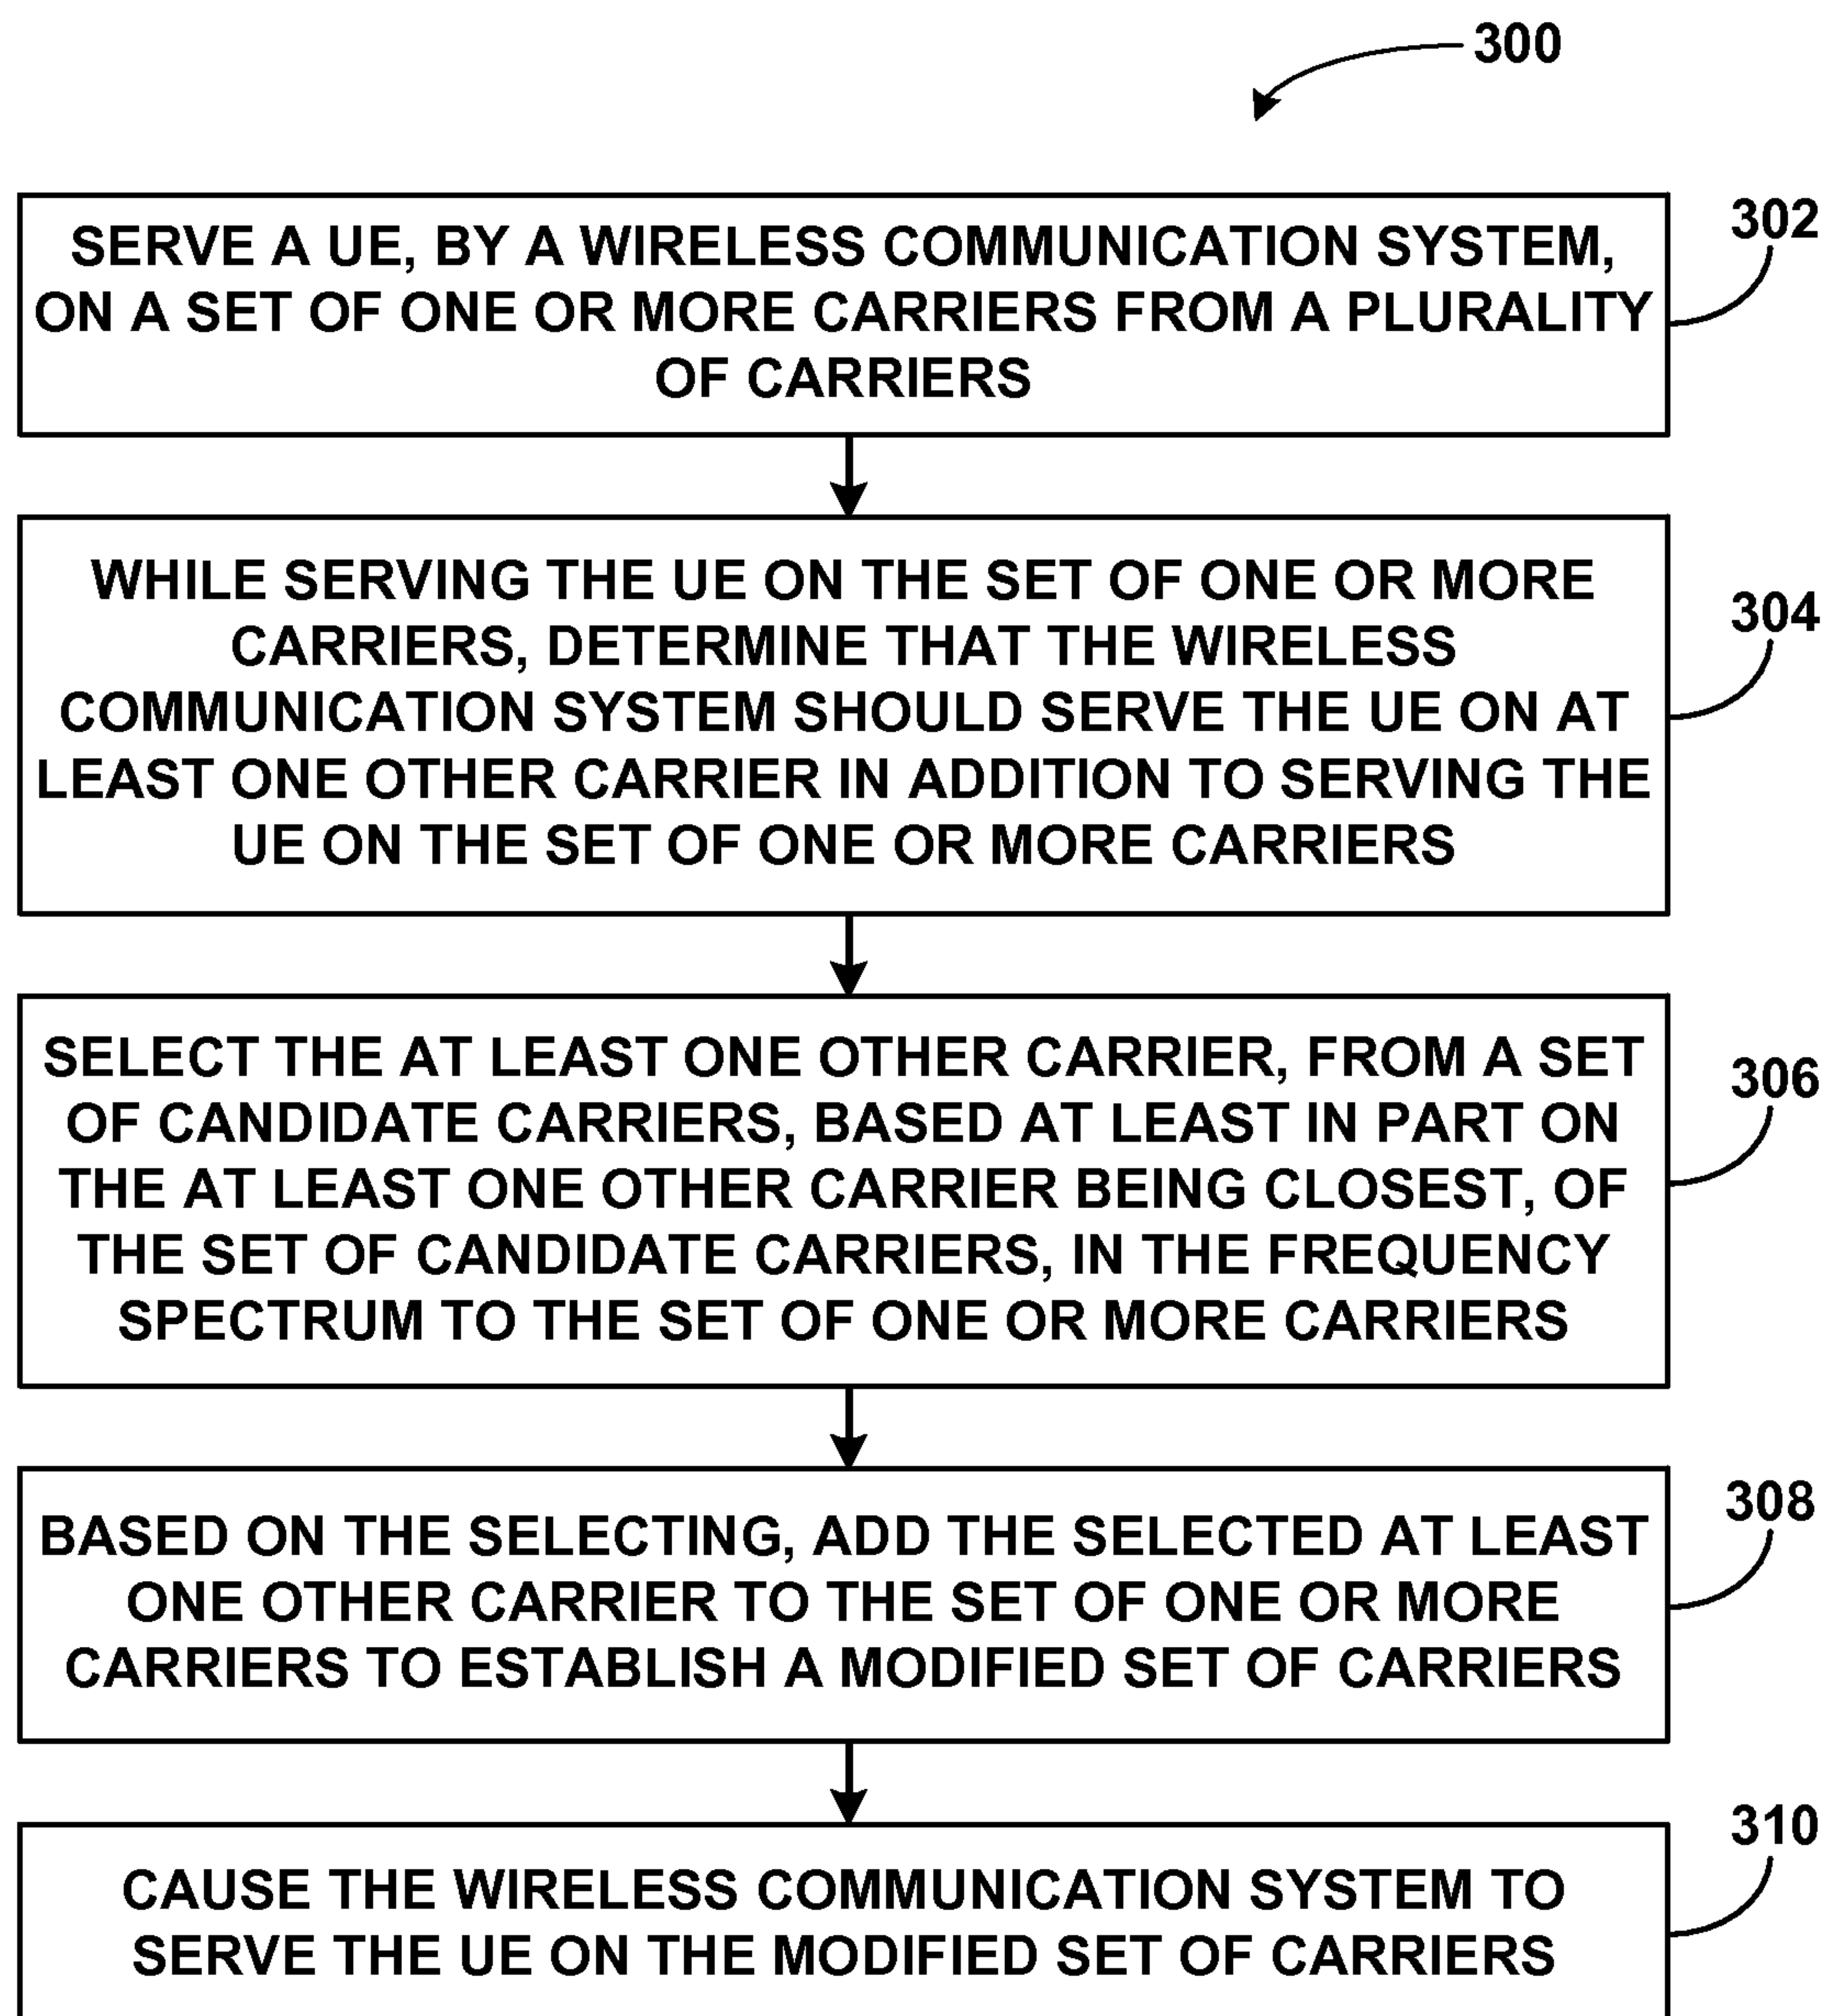 300
302
SERVE A UE, BY A WIRELESS COMMUNICATION SYSTEM,
ON A SET OF ONE OR MORE CARRIERS FROM A PLURALITY
OF CARRIERS
304
WHILE SERVING THE UE ON THE SET OF ONE OR MORE
CARRIERS, DETERMINE THAT THE WIRELESS
COMMUNICATION SYSTEM SHOULD SERVE THE UE ON AT
LEAST ONE OTHER CARRIER IN ADDITION TO SERVING THE
UE ON THE SET OF ONE OR MORE CARRIERS
306
SELECT THE AT LEAST ONE OTHER CARRIER, FROM A SET
OF CANDIDATE CARRIERS, BASED AT LEAST IN PART ON
THE AT LEAST ONE OTHER CARRIER BEING CLOSEST, OF
THE SET OF CANDIDATE CARRIERS, IN THE FREQUENCY
SPECTRUM TO THE SET OF ONE OR MORE CARRIERS
308
BASED ON THE SELECTING, ADD THE SELECTED AT LEAST
ONE OTHER CARRIER TO THE SET OF ONE OR MORE
CARRIERS TO ESTABLISH A MODIFIED SET OF CARRIERS
310
CAUSE THE WIRELESS COMMUNICATION SYSTEM TO
SERVE THE UE ON THE MODIFIED SET OF CARRIERS